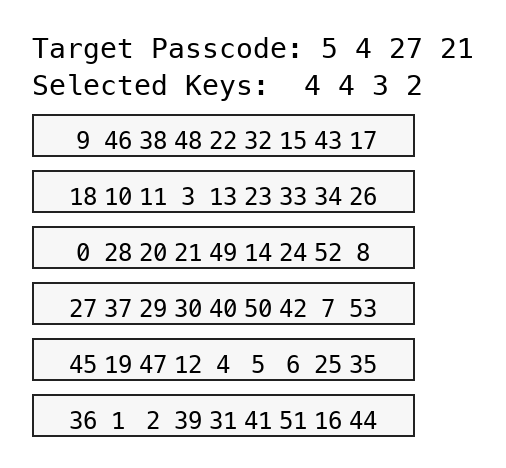 Target Passcode: 5 4 27 21
Selected Keys: 4 4 3 2
9 46 38 48 22 32 15 43 17
18 10 11 3 13 23 33 34 26
0 28 20 21 49 14 24 52 8
27 37 29 30 40 50 42 7 53
45 19 47 12 4 5 6 25 35
36 1 2 39 31 41 51 16 44